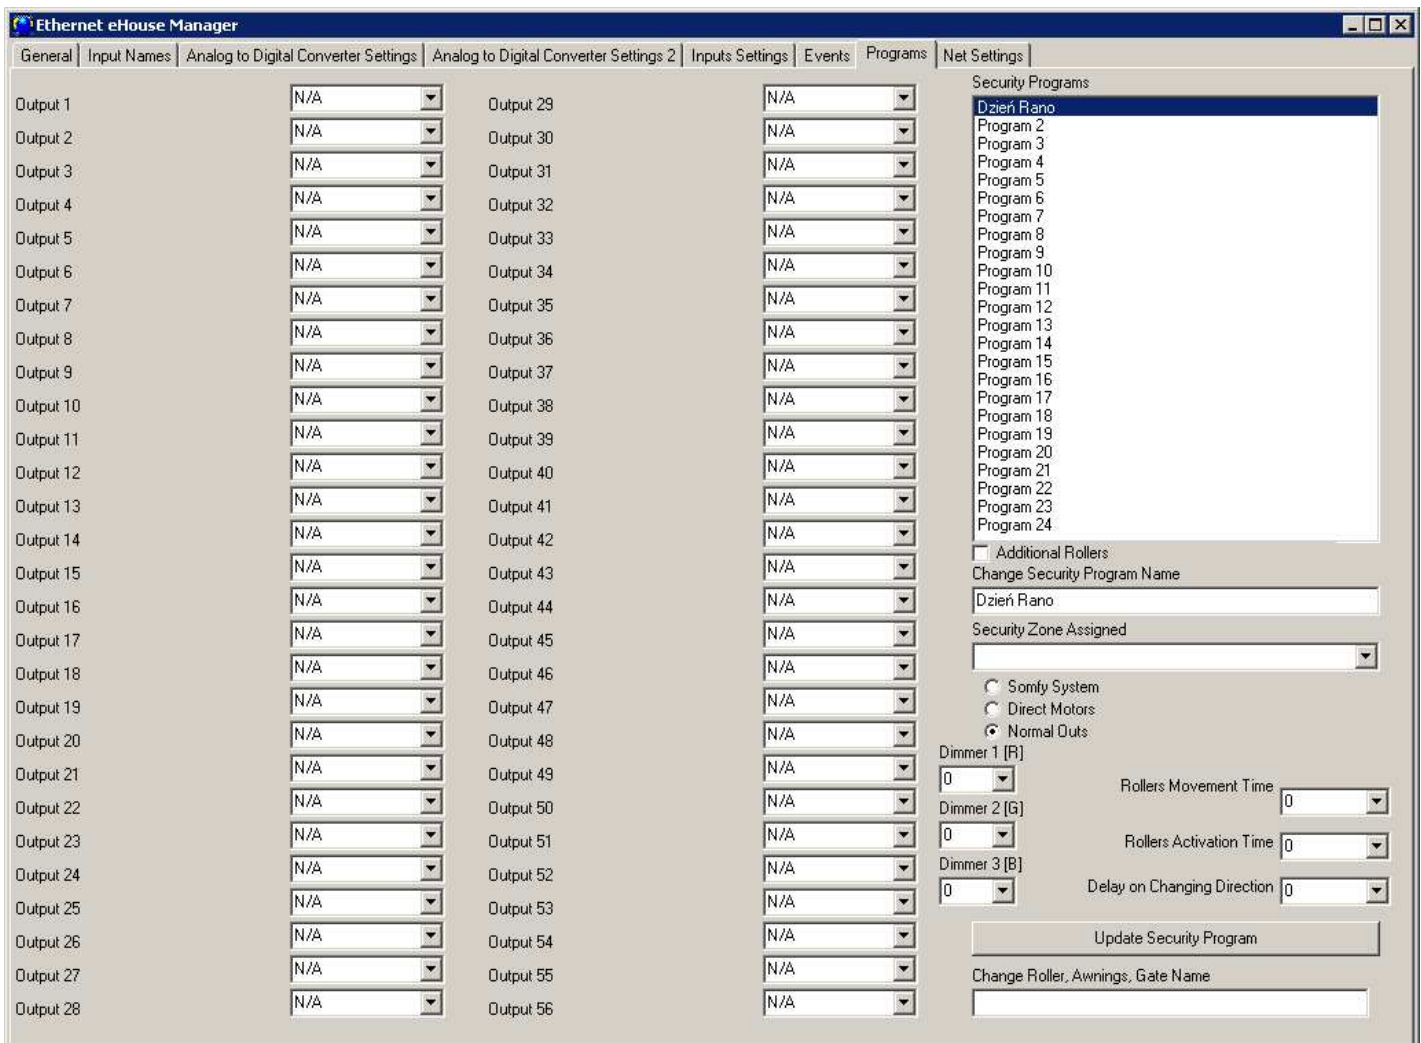 Ethernet eHouse Manager
General
Input Names
Analog to Digital Converter Settings
Analog to Digital Converter Settings 2
Inputs Settings
Events
Programs
Net Settings
Output 1 N/A
Output 2 N/A
Output 3 N/A
Output 4 N/A
Output 5 N/A
Output 6 N/A
Output 7 N/A
Output 8 N/A
Output 9 N/A
Output 10 N/A
Output 11 N/A
Output 12 N/A
Output 13 N/A
Output 14 N/A
Output 15 N/A
Output 16 N/A
Output 17 N/A
Output 18 N/A
Output 19 N/A
Output 20 N/A
Output 21 N/A
Output 22 N/A
Output 23 N/A
Output 24 N/A
Output 25 N/A
Output 26 N/A
Output 27 N/A
Output 28 N/A
Output 29 N/A
Output 30 N/A
Output 31 N/A
Output 32 N/A
Output 33 N/A
Output 34 N/A
Output 35 N/A
Output 36 N/A
Output 37 N/A
Output 38 N/A
Output 39 N/A
Output 40 N/A
Output 41 N/A
Output 42 N/A
Output 43 N/A
Output 44 N/A
Output 45 N/A
Output 46 N/A
Output 47 N/A
Output 48 N/A
Output 49 N/A
Output 50 N/A
Output 51 N/A
Output 52 N/A
Output 53 N/A
Output 54 N/A
Output 55 N/A
Output 56 N/A
Security Programs
Dzień Rano
Program 2
Program 3
Program 4
Program 5
Program 6
Program 7
Program 8
Program 9
Program 10
Program 11
Program 12
Program 13
Program 14
Program 15
Program 16
Program 17
Program 18
Program 19
Program 20
Program 21
Program 22
Program 23
Program 24
Additional Rollers
Change Security Program Name
Dzień Rano
Security Zone Assigned
Somfy System
Direct Motors
Normal Outs
Dimmer 1 [R]
0
Dimmer 2 [G]
0
Dimmer 3 [B]
0
Rollers Movement Time 0
Rollers Activation Time 0
Delay on Changing Direction 0
Update Security Program
Change Roller, Awnings, Gate Name